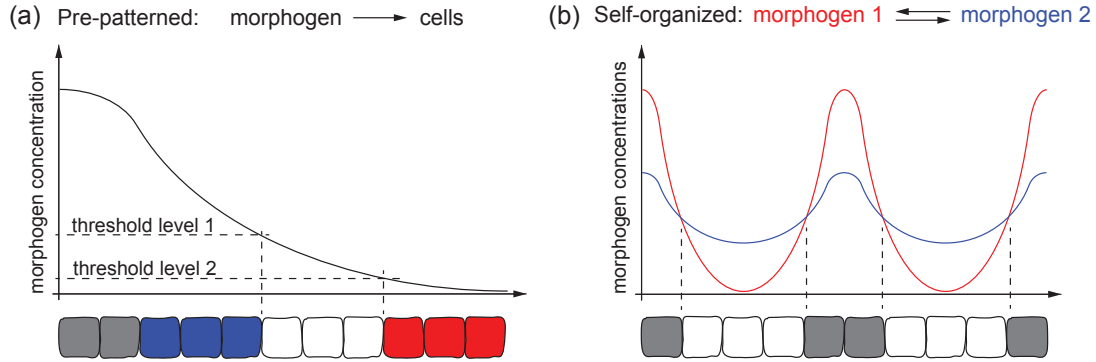 (a) Pre-patterned: morphogen → cells
morphogen concentration
threshold level 1
threshold level 2
(b) Self-organized: morphogen 1 ⇄ morphogen 2
morphogen concentrations